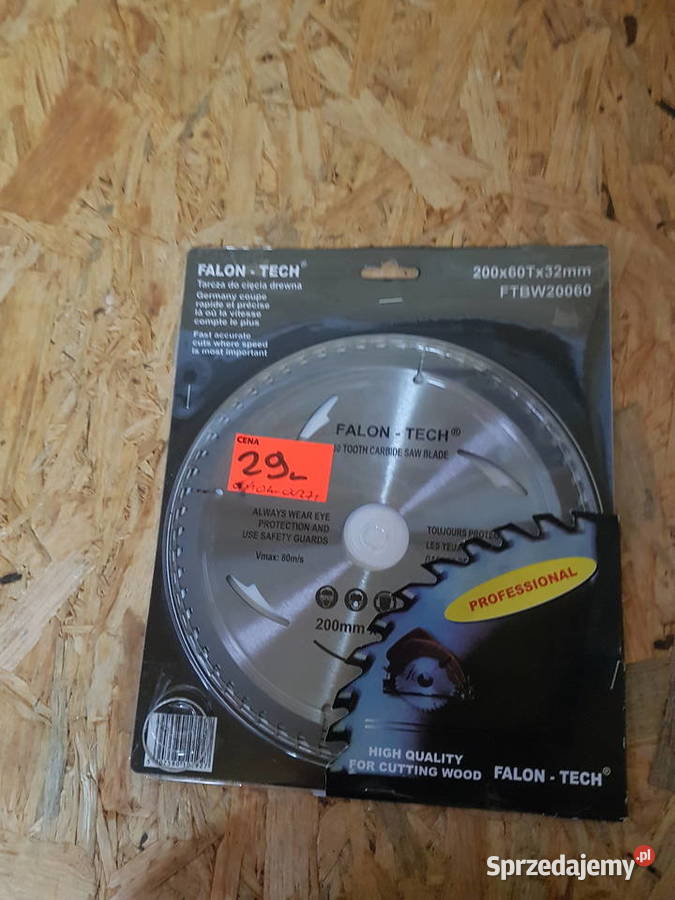 FALON - TECH®
Tarcza do cięcia drewna
Germany coupe
rapide et précise
là où la vitesse
compte le plus
Fast accurate
cuts where speed
is most important
200x60Tx32mm
FTBW20060
FALON - TECH®
TOOTH CARBIDE SAW BLADE
CENA
29,-
ALWAYS WEAR EYE
PROTECTION AND
USE SAFETY GUARDS
Vmax: 80m/s
TOUJOURS
LES YEUX
200mm
PROFESSIONAL
HIGH QUALITY
FOR CUTTING WOOD
FALON - TECH®
Sprzedajemy.pl